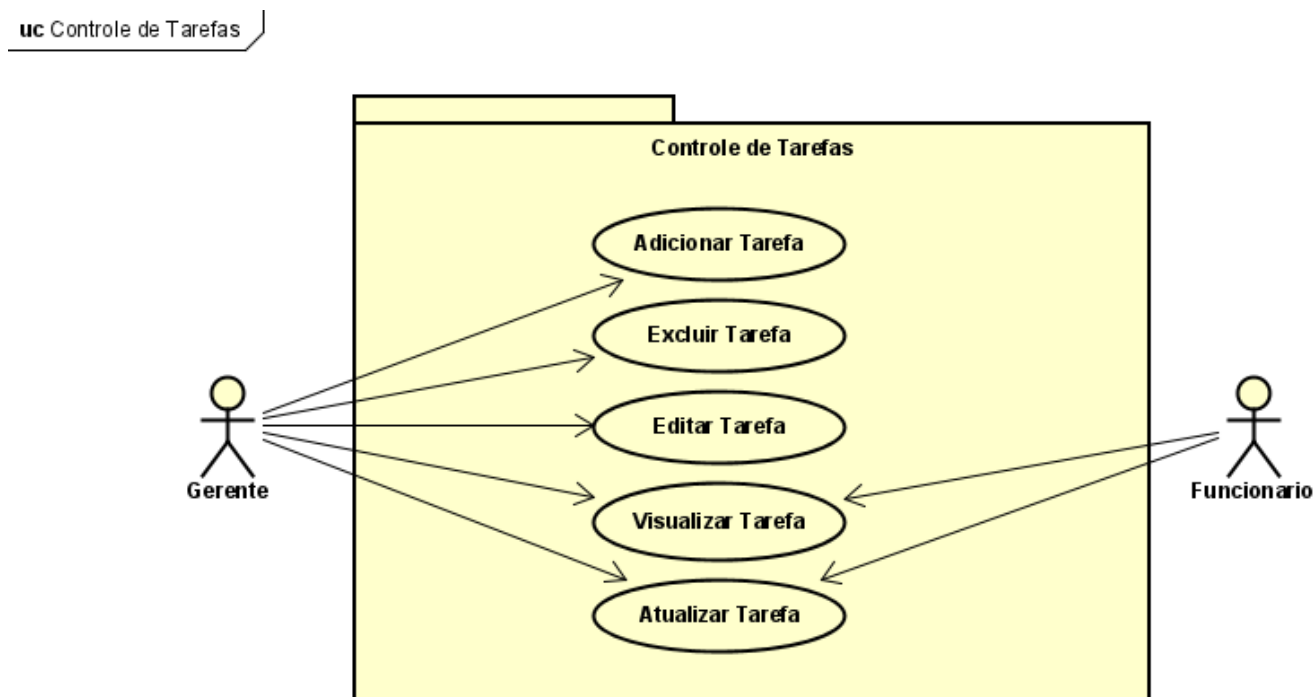 uc Controle de Tarefas
Controle de Tarefas
Adicionar Tarefa
Excluir Tarefa
Editar Tarefa
Gerente
Funcionario
Visualizar Tarefa
Atualizar Tarefa